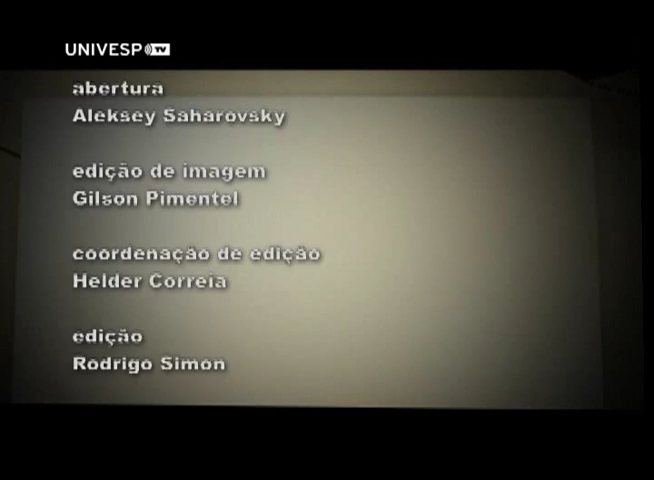 UNIVESP TV
abertura
Aleksey Saharovsky
edição de imagem
Gilson Pimentel
coordenação de edição
Helder Correia
edição
Rodrigo Simon